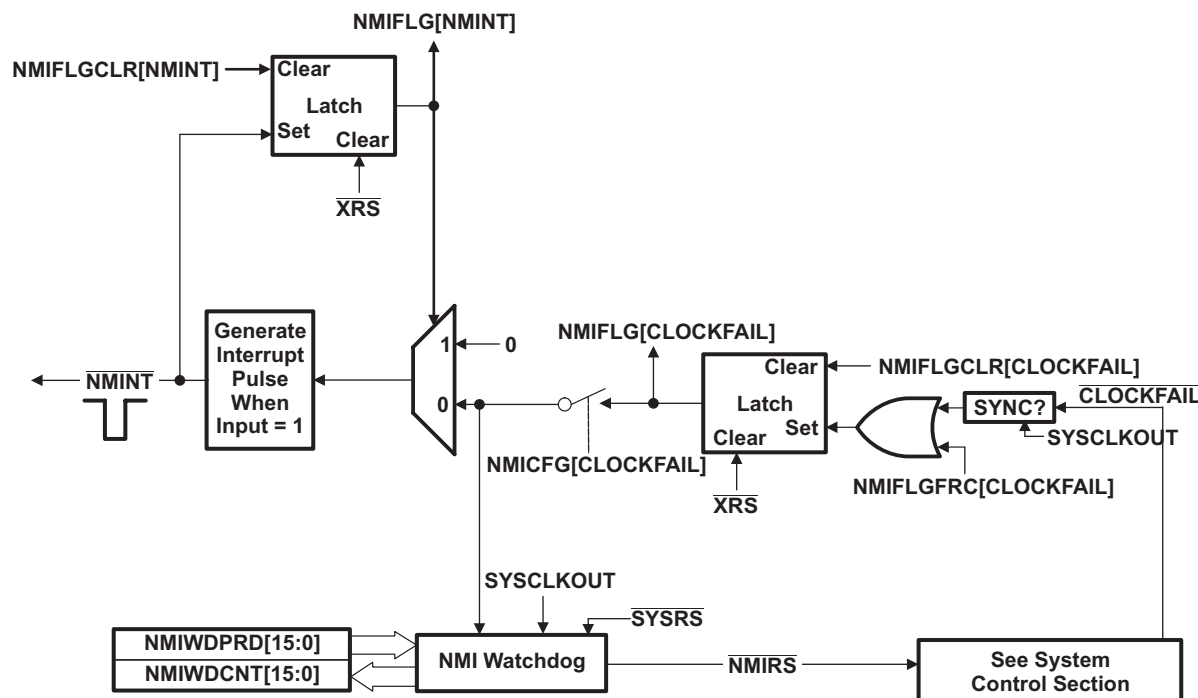 NMIFLG[NMINT]
NMIFLGCLR[NMINT]
Clear
Latch
Set
Clear
XRS
Generate
Interrupt
Pulse
When
Input = 1
NMINT
1
0
0
NMIFLG[CLOCKFAIL]
NMICFG[CLOCKFAIL]
Clear
Latch
Set
Clear
XRS
NMIFLGCLR[CLOCKFAIL]
CLOCKFAIL
SYNC?
SYSCLKOUT
NMIFLGFRC[CLOCKFAIL]
SYSCLKOUT
SYSRS
NMIWDPRD[15:0]
NMIWDCNT[15:0]
NMI Watchdog
NMIRS
See System
Control Section